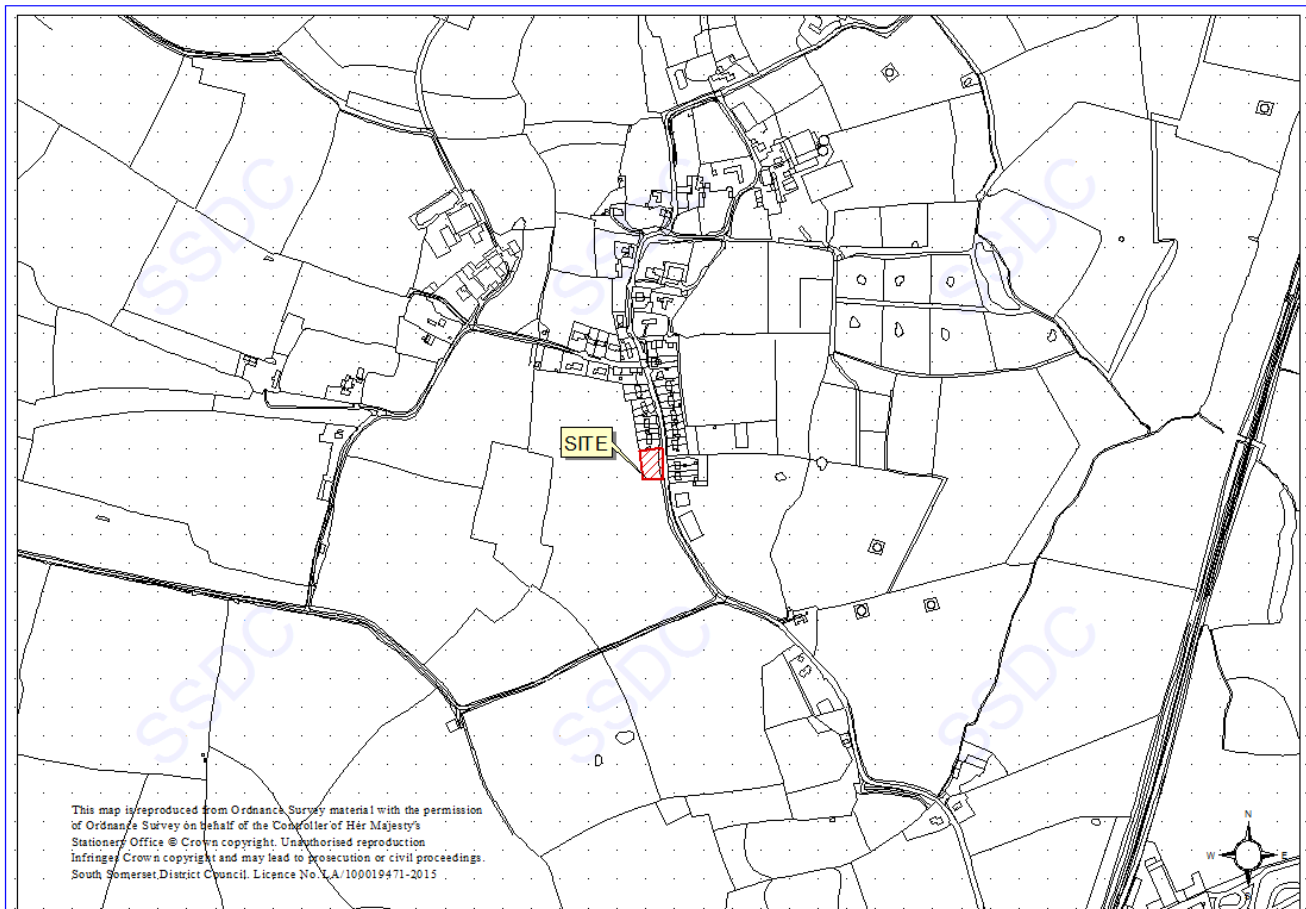 SSDC SSDC SSDC
SITE
SSDC SSDC SSDC
This map is reproduced from Ordnance Survey material with the permission
of Ordnance Survey on behalf of the Controller of Her Majesty's
Stationery Office © Crown copyright. Unauthorised reproduction
Infringes Crown copyright and may lead to prosecution or civil proceedings.
South Somerset District Council. Licence No. LA/100019471-2015
N
W E
S